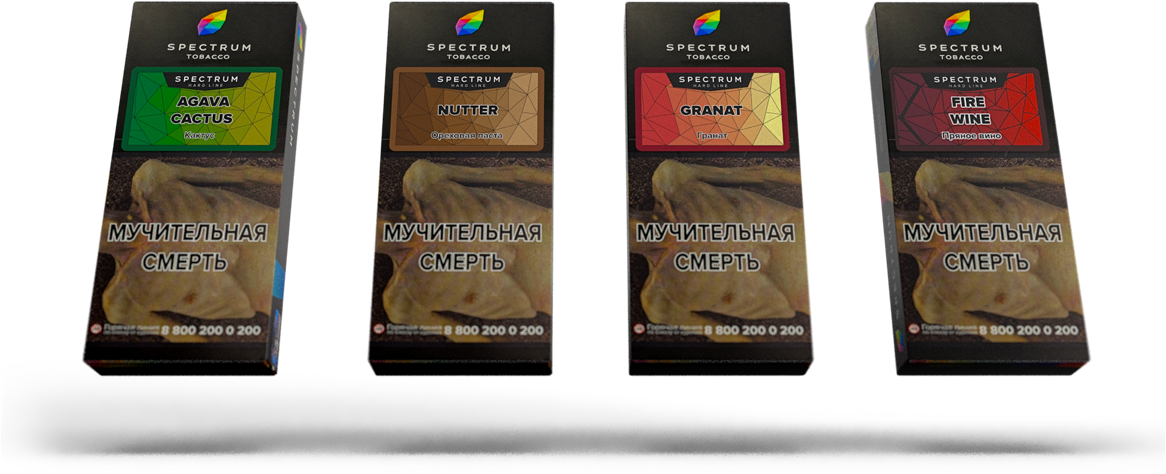 SPECTRUM
TOBACCO
SPECTRUM
HARD LINE
AGAVA
CACTUS
Кактус
МУЧИТЕЛЬНАЯ
СМЕРТЬ
8 800 200 0 200
SPECTRUM
SPECTRUM
TOBACCO
SPECTRUM
HARD LINE
NUTTER
Ореховая паста
МУЧИТЕЛЬНАЯ
СМЕРТЬ
8 800 200 0 200
SPECTRUM
TOBACCO
SPECTRUM
HARD LINE
GRANAT
Гранат
МУЧИТЕЛЬНАЯ
СМЕРТЬ
8 800 200 0 200
SPECTRUM
TOBACCO
SPECTRUM
HARD LINE
FIRE
WINE
Пряное вино
МУЧИТЕЛЬНАЯ
СМЕРТЬ
8 800 200 0 200